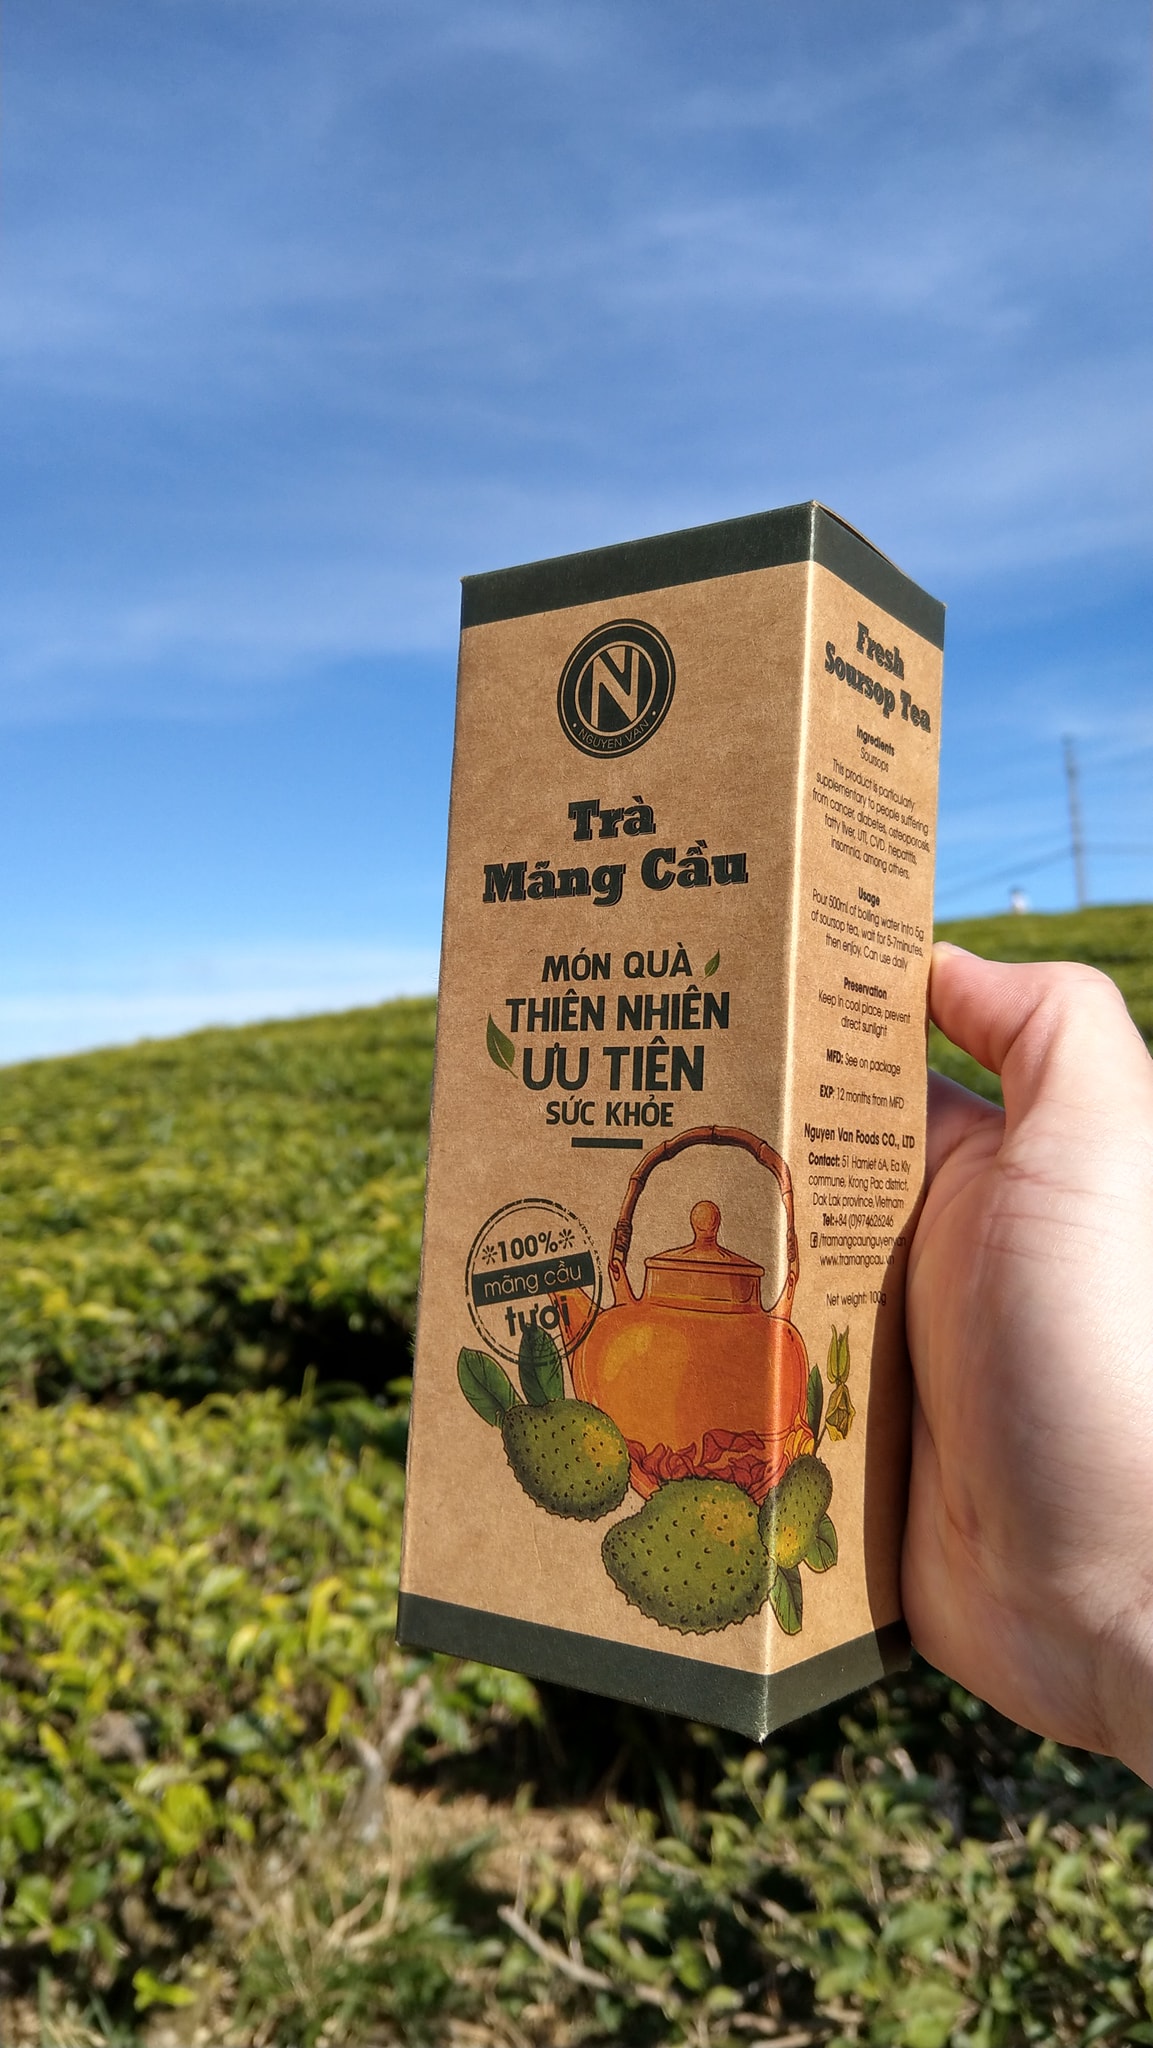 N
NGUYEN VAN
Trà
Mãng Cầu
MÓN QUÀ
THIÊN NHIÊN
ƯU TIÊN
SỨC KHỎE
*100%*
mãng cầu
tươi
Fresh
Soursop Tea
Ingredients
Soursops
This product is particularly
supplementary to people suffering
from cancer, diabetes, osteoporosis,
fatty liver, UTI, CVD, hepatitis,
insomnia, among others.
Usage
Pour 500ml of boiling water into 5g
of soursop tea, wait for 5-7minutes,
then enjoy. Can use daily
Preservation
Keep in cool place, prevent
direct sunlight
MFD: See on package
EXP: 12 months from MFD
Nguyen Van Foods CO., LTD
Contact: 51 Hamlet 6A, Ea Kly
commune, Krong Pac district,
Dak Lak province, Vietnam
Tel:+84 (0)974626246
f/tramangcaunguyenvan
www.tramangcau.vn
Net weight: 100g